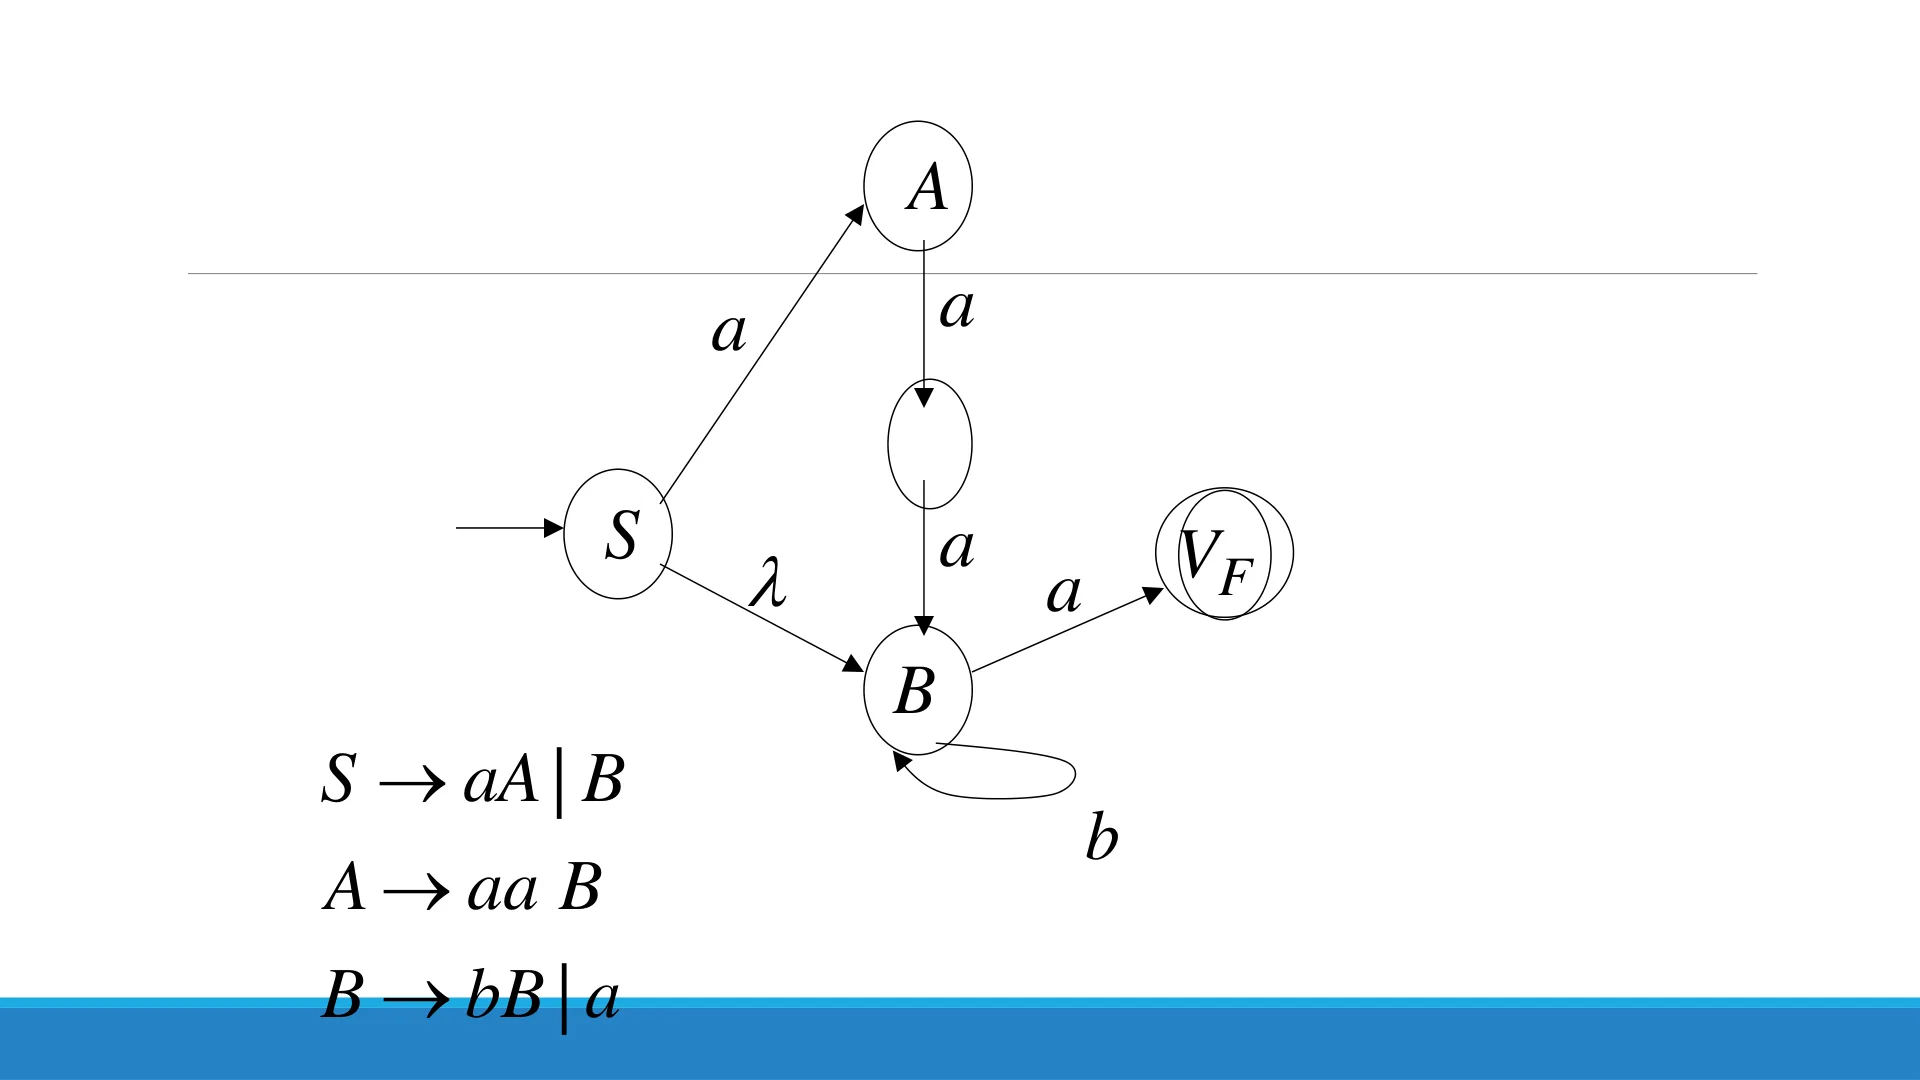 A
a
a
S
λ
a
a
V_F
B
b
S → aA | B
A → aa B
B → bB | a